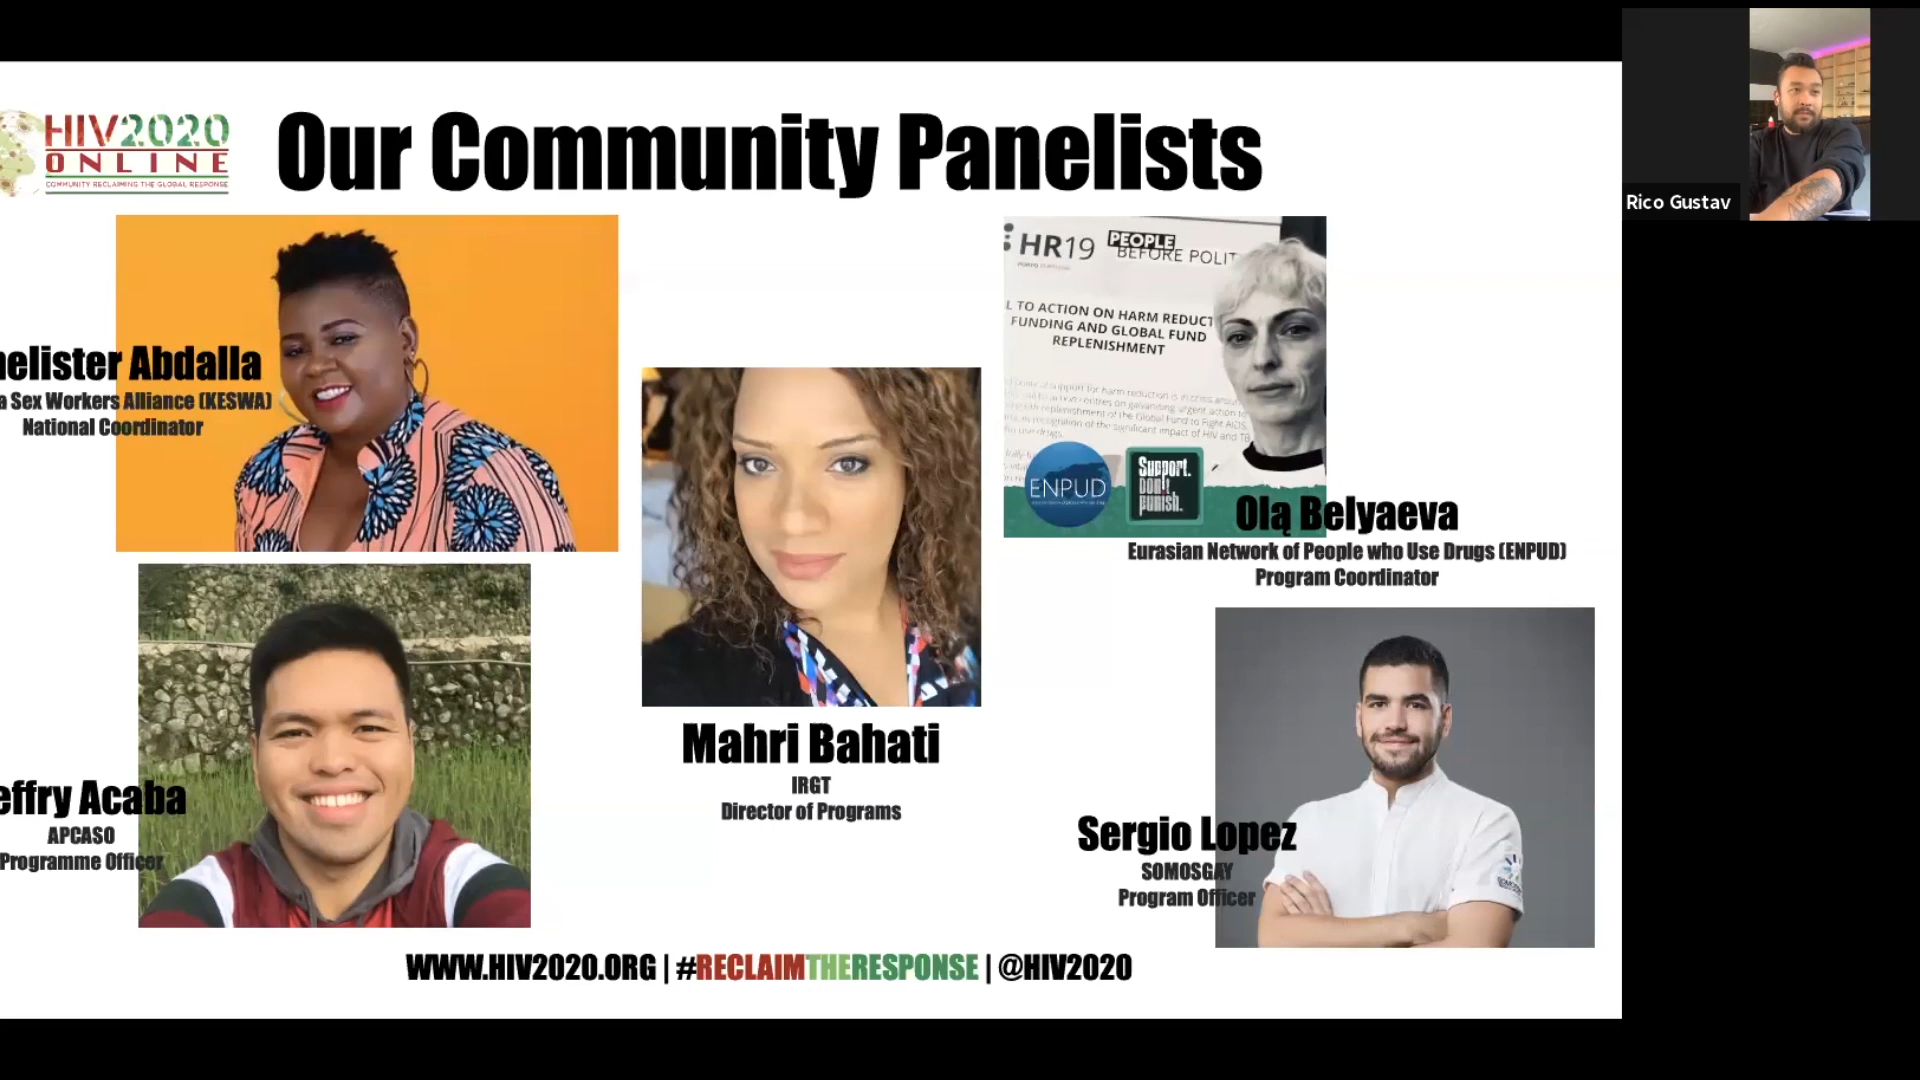 HIV2020
ONLINE
COMMUNITY RECLAIMING THE GLOBAL RESPONSE
Our Community Panelists
Rico Gustav
elister Abdalla
a Sex Workers Alliance (KESWA)
National Coordinator
HR19
PEOPLE
BEFORE POLIT
L TO ACTION ON HARM REDUCT
FUNDING AND GLOBAL FUND
REPLENISHMENT
ENPUD
Support.
Don't
punish.
Olą Belyaeva
Eurasian Network of People who Use Drugs (ENPUD)
Program Coordinator
Mahri Bahati
IRGT
Director of Programs
effry Acaba
APCASO
Programme Officer
Sergio Lopez
SOMOSGAY
Program Officer
WWW.HIV2020.ORG | #RECLAIMTHERESPONSE | @HIV2020